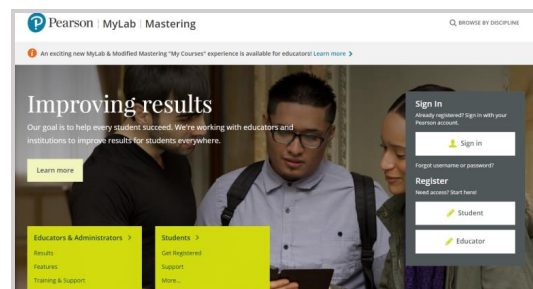 Pearson | MyLab | Mastering
BROWSE BY DISCIPLINE
An exciting new MyLab & Modified Mastering "My Courses" experience is available for educators! Learn more >
Improving results
Our goal is to help every student succeed. We're working with educators and
institutions to improve results for students everywhere.
Learn more
Educators & Administrators >
Results
Features
Training & Support
Students >
Get Registered
Support
More...
Sign In
Already registered? Sign in with your
Pearson account.
Sign in
Forgot username or password?
Register
Need access? Start here!
Student
Educator